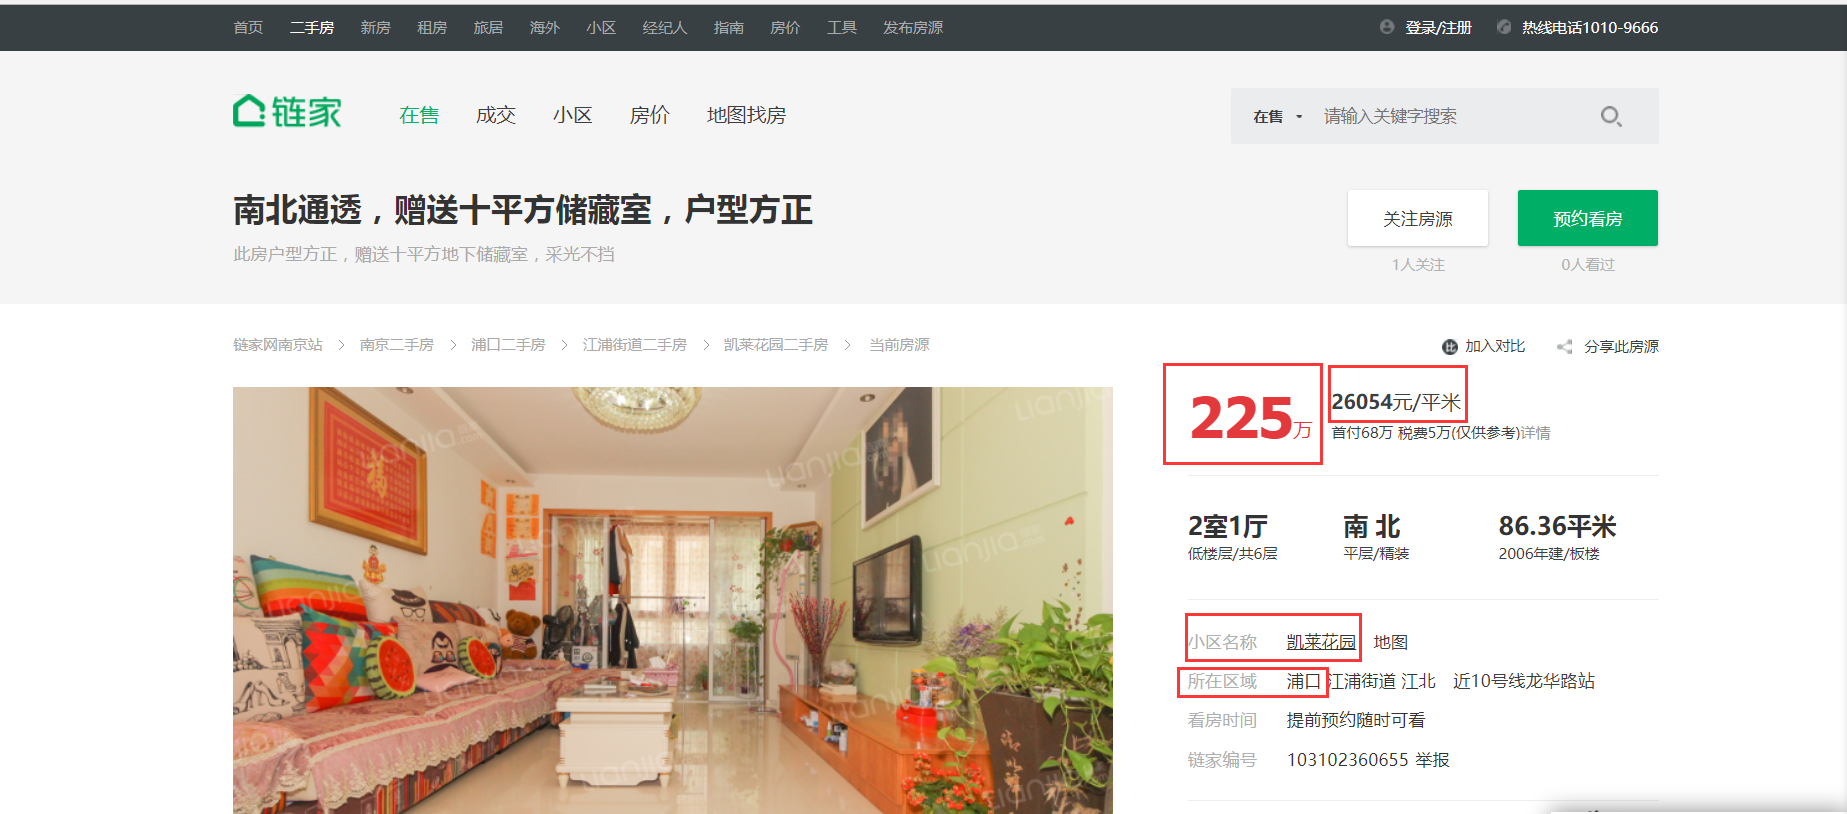 首页 二手房 新房 租房 旅居 海外 小区 经纪人 指南 房价 工具 发布房源 登录/注册 热线电话1010-9666
链家 在售 成交 小区 房价 地图找房 在售 请输入关键字搜索
南北通透，赠送十平方储藏室，户型方正
此房户型方正，赠送十平方地下储藏室，采光不挡
关注房源 预约看房
1人关注 0人看过
链家网南京站 > 南京二手房 > 浦口二手房 > 江浦街道二手房 > 凯莱花园二手房 > 当前房源
比 加入对比 分享此房源
225万 26054元/平米
首付68万 税费5万(仅供参考)详情
2室1厅 南 北 86.36平米
低楼层/共6层 平层/精装 2006年建/板楼
小区名称 凯莱花园 地图
所在区域 浦口 江浦街道 江北 近10号线龙华路站
看房时间 提前预约随时可看
链家编号 103102360655 举报
福
Lianjia.com
Lianjia
Lianjia.com